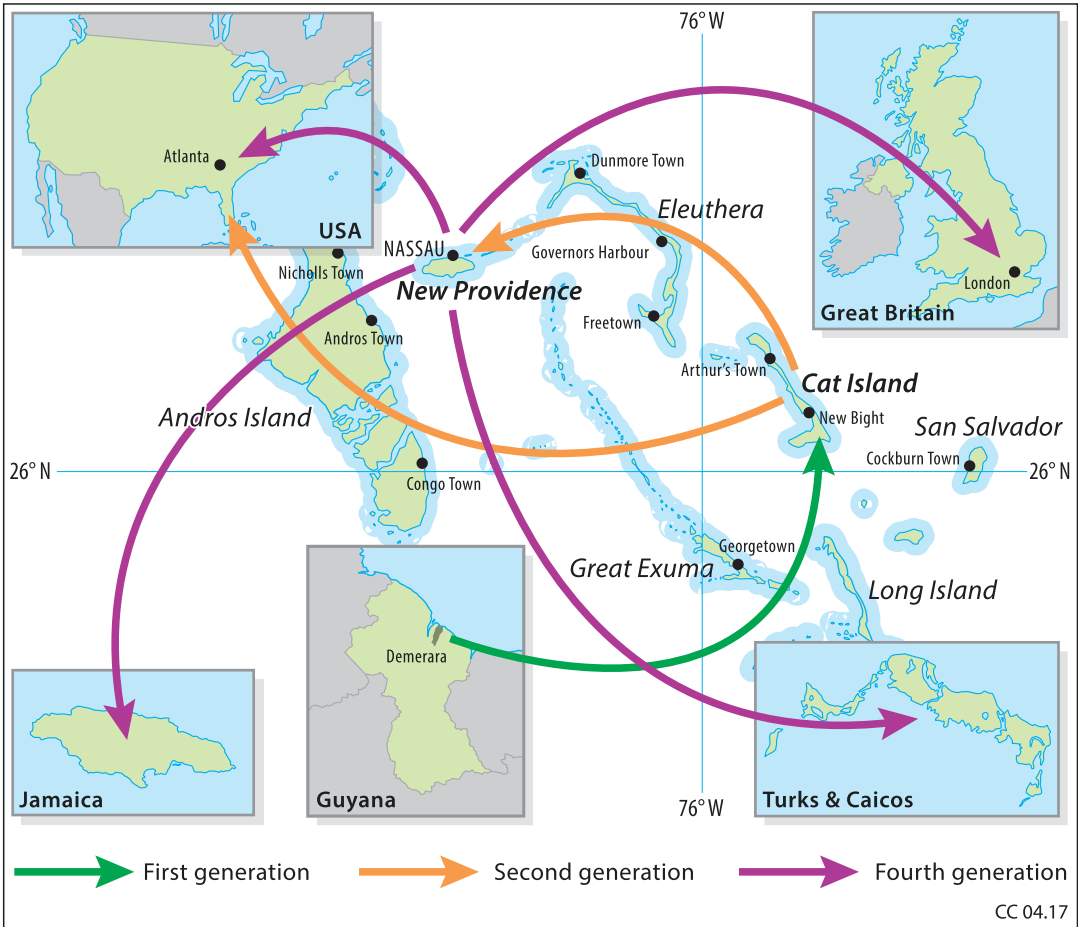 76° W
Atlanta
USA
Great Britain
London
Dunmore Town
Eleuthera
NASSAU
Governors Harbour
Nicholls Town
New Providence
Freetown
Andros Town
Arthur's Town
Cat Island
New Bight
Andros Island
San Salvador
Cockburn Town
26° N
26° N
Congo Town
Georgetown
Great Exuma
Long Island
Demerara
Jamaica
Guyana
76° W
Turks & Caicos
First generation
Second generation
Fourth generation
CC 04.17